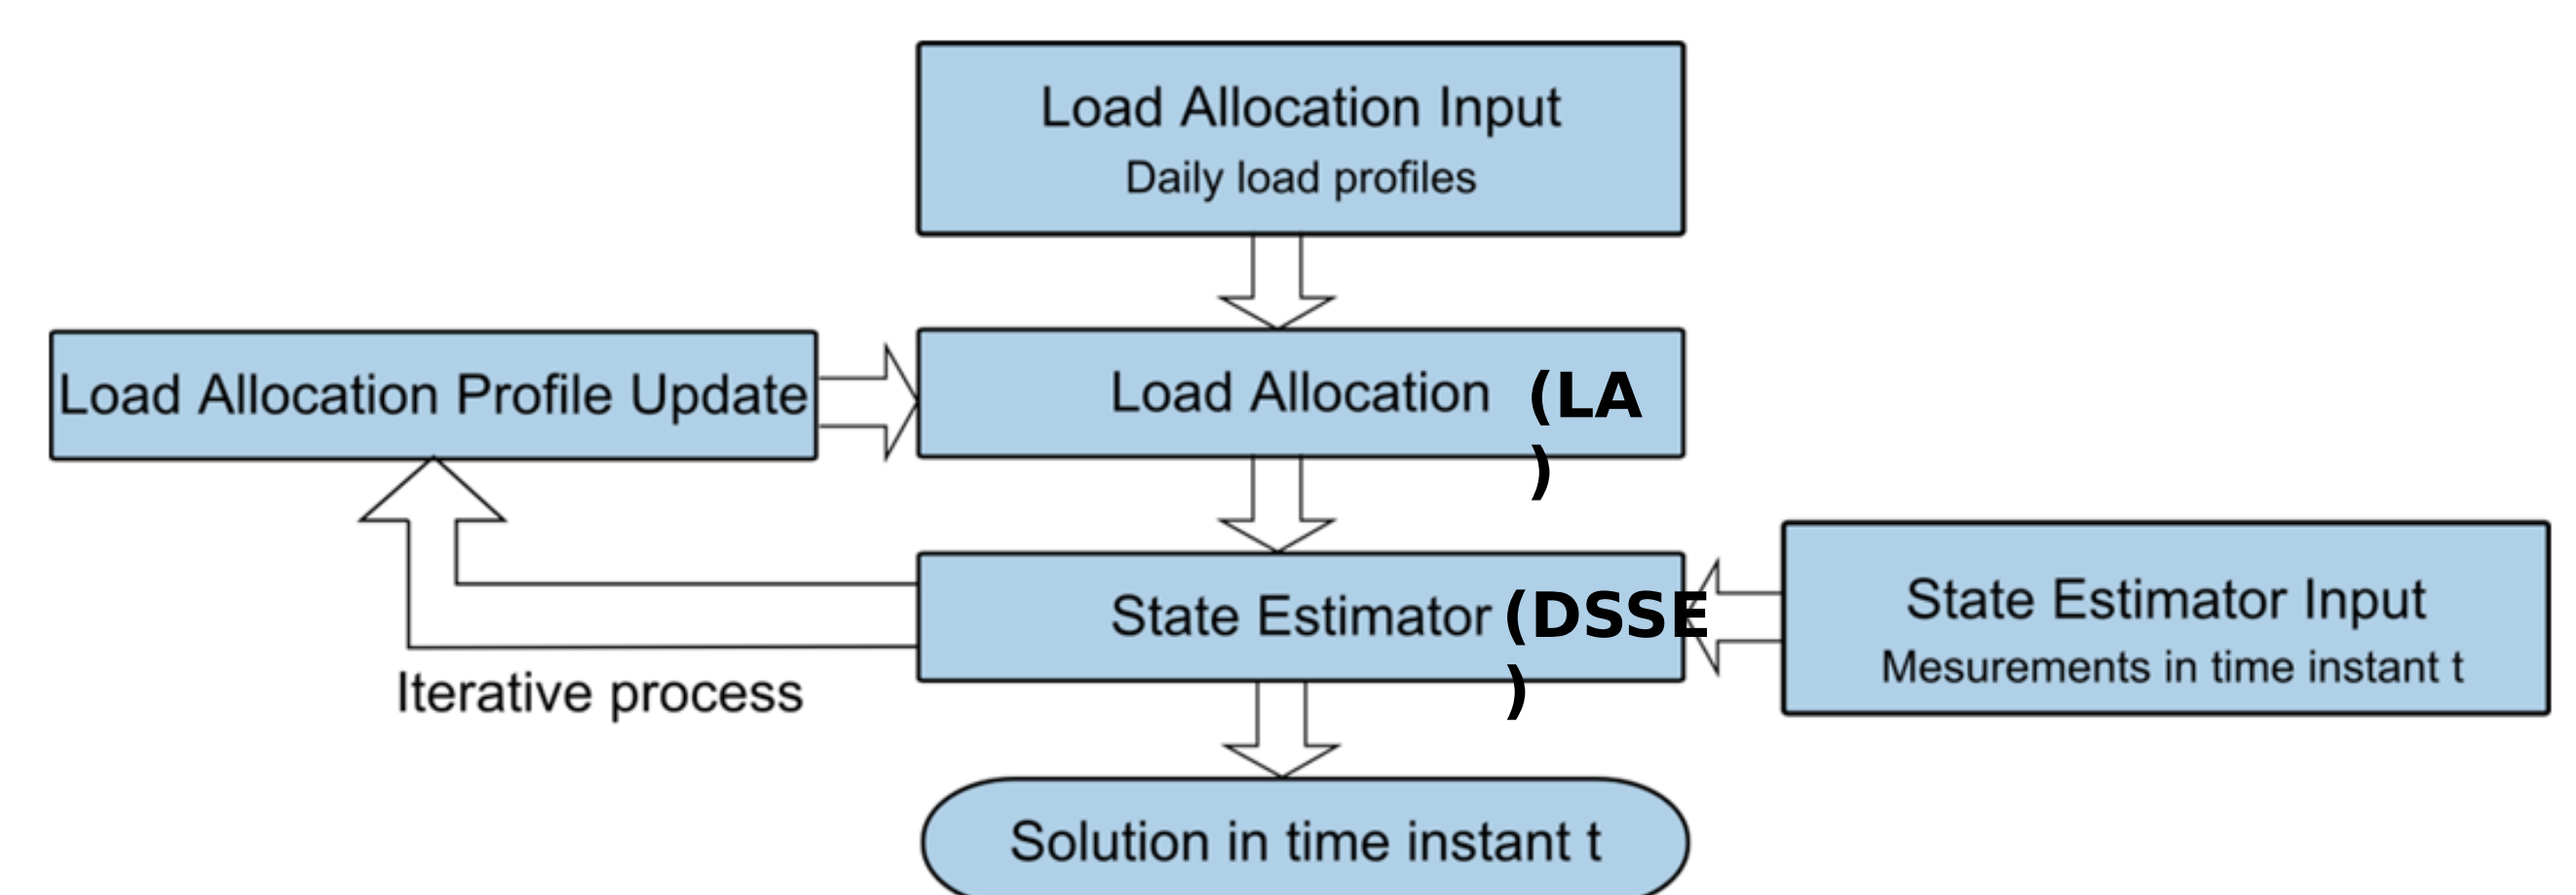 Load Allocation Input
Daily load profiles
Load Allocation Profile Update
Load Allocation (LA
)
State Estimator (DSSE
)
State Estimator Input
Mesurements in time instant t
Iterative process
Solution in time instant t